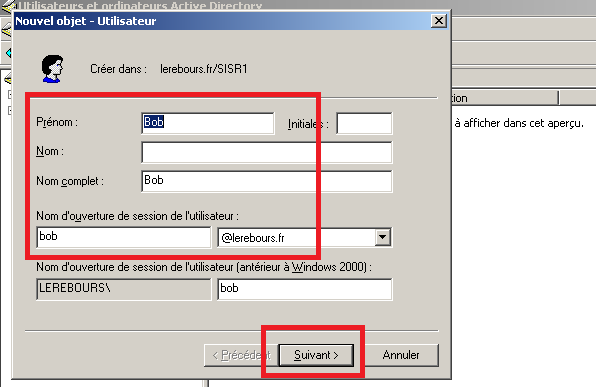 Utilisateurs et ordinateurs Active Directory
Nouvel objet - Utilisateur
Créer dans : lerebours.fr/SISR1
Prénom : Bob Initiales :
Nom :
Nom complet : Bob
Nom d'ouverture de session de l'utilisateur :
bob @lerebours.fr
Nom d'ouverture de session de l'utilisateur (antérieur à Windows 2000) :
LEREBOURS\ bob
< Précédent Suivant > Annuler
à afficher dans cet aperçu.